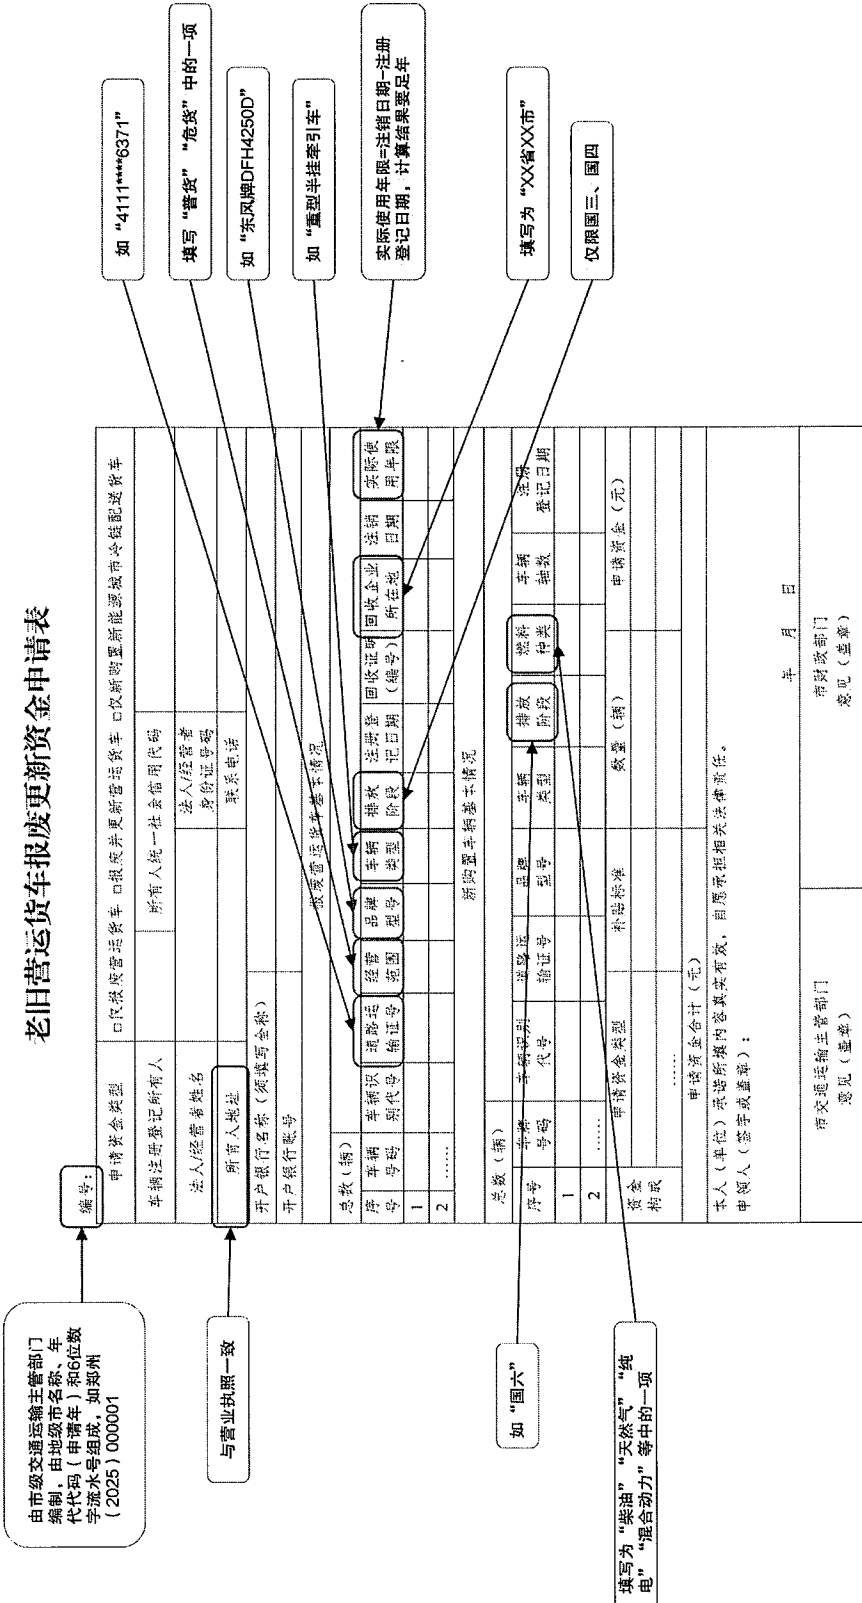 老旧营运货车报废更新资金申请表
编号：
申请资金类型 □仅报废营运货车 □报废并更新营运货车 □仅新购置新能源城市冷链配送货车
车辆注册登记所有人 所有人统一社会信用代码
法人/经营者姓名 法人/经营者身份证号码
所有人地址 联系电话
开户银行名称（须填写全称）
开户银行账号
报废营运货车基本情况
总数（辆）
序号 车辆号码 车辆识别代号 道路运输证号 经营范围 品牌型号 车辆类型 排放阶段 注册登记日期 回收证明（编号） 回收企业所在地 注销日期 实际使用年限
1
2
……
新购置车辆基本情况
总数（辆）
序号 车牌号码 车辆识别代号 道路运输证号 品牌型号 车辆类型 排放阶段 燃料种类 车辆轴数 注册登记日期
1
2
……
资金构成 申请资金类型 补贴标准 数量（辆） 申请资金（元）
……
申请资金合计（元）
本人（单位）承诺所填内容真实有效，自愿承担相关法律责任。
申领人（签字或盖章）：
年 月 日
市交通运输主管部门
意见（盖章）
市财政部门
意见（盖章）
由市级交通运输主管部门
编制，由地级市名称、年
代代码（申请年）和6位数
字流水号组成，如郑州
（2025）000001
与营业执照一致
如“国六”
填写为“柴油”“天然气”“纯
电”“混合动力”等中的一项
如“4111****6371”
填写“普货”“危货”中的一项
如“东风牌DFH4250D”
如“重型半挂牵引车”
实际使用年限=注销日期-注册
登记日期，计算结果要足年
填写为“XX省XX市”
仅限国三、国四